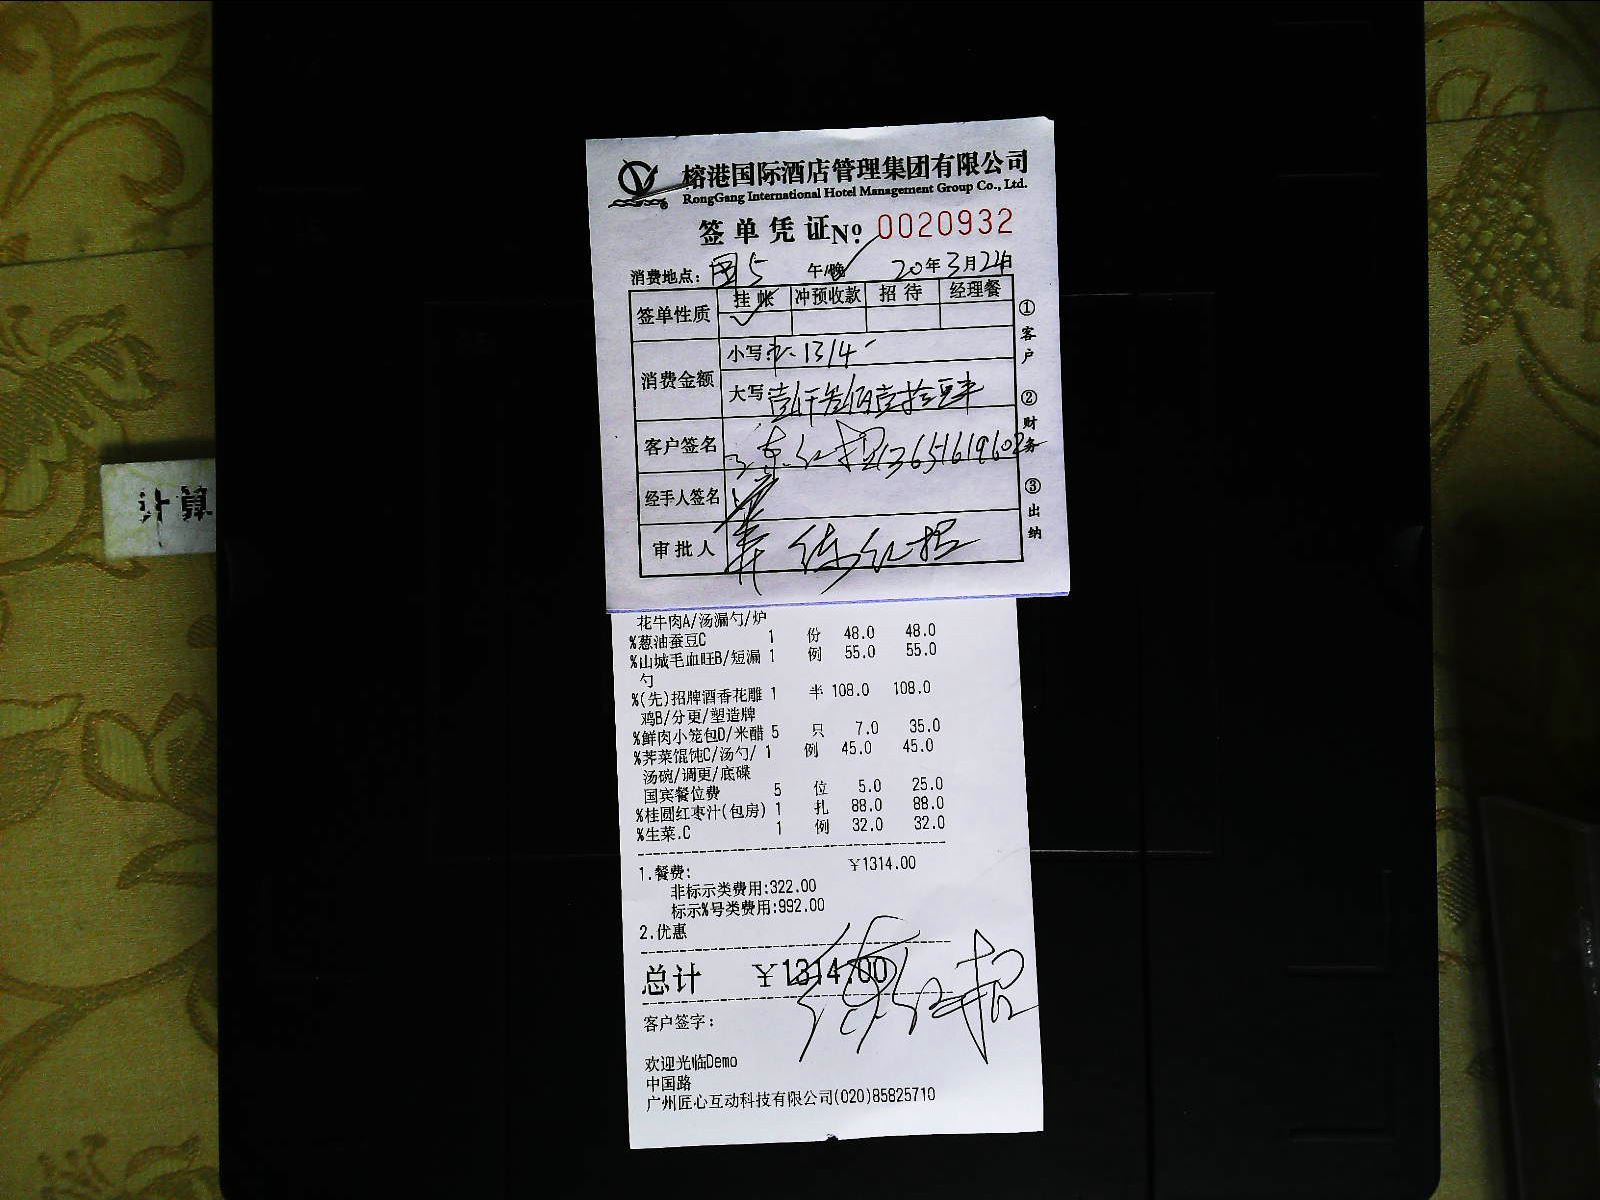 榕港国际酒店管理集团有限公司
RongGang International Hotel Management Group Co., Ltd.
签单凭证No. 0020932
消费地点：国5 午/晚 20年3月24日
签单性质 挂帐 冲预收款 招待 经理餐
消费金额 小写 1314
大写 壹仟叁佰壹拾肆
客户签名 红 13651619602
经手人签名
审批人
①客户 ②财务 ③出纳
计算
花牛肉A/汤漏勺/炉
%葱油蚕豆C 1 份 48.0 48.0
%山城毛血旺B/短漏 1 例 55.0 55.0
勺
%(先)招牌酒香花雕 1 半 108.0 108.0
鸡B/分更/塑造牌
%鲜肉小笼包D/米醋 5 只 7.0 35.0
%荠菜馄饨C/汤勺/ 1 例 45.0 45.0
汤碗/调更/底碟
国宾餐位费 5 位 5.0 25.0
%桂圆红枣汁(包房) 1 扎 88.0 88.0
%生菜.C 1 例 32.0 32.0
1.餐费: ￥1314.00
非标示类费用:322.00
标示%号类费用:992.00
2.优惠
总计 ￥1314.00
客户签字：
欢迎光临Demo
中国路
广州匠心互动科技有限公司(020)85825710